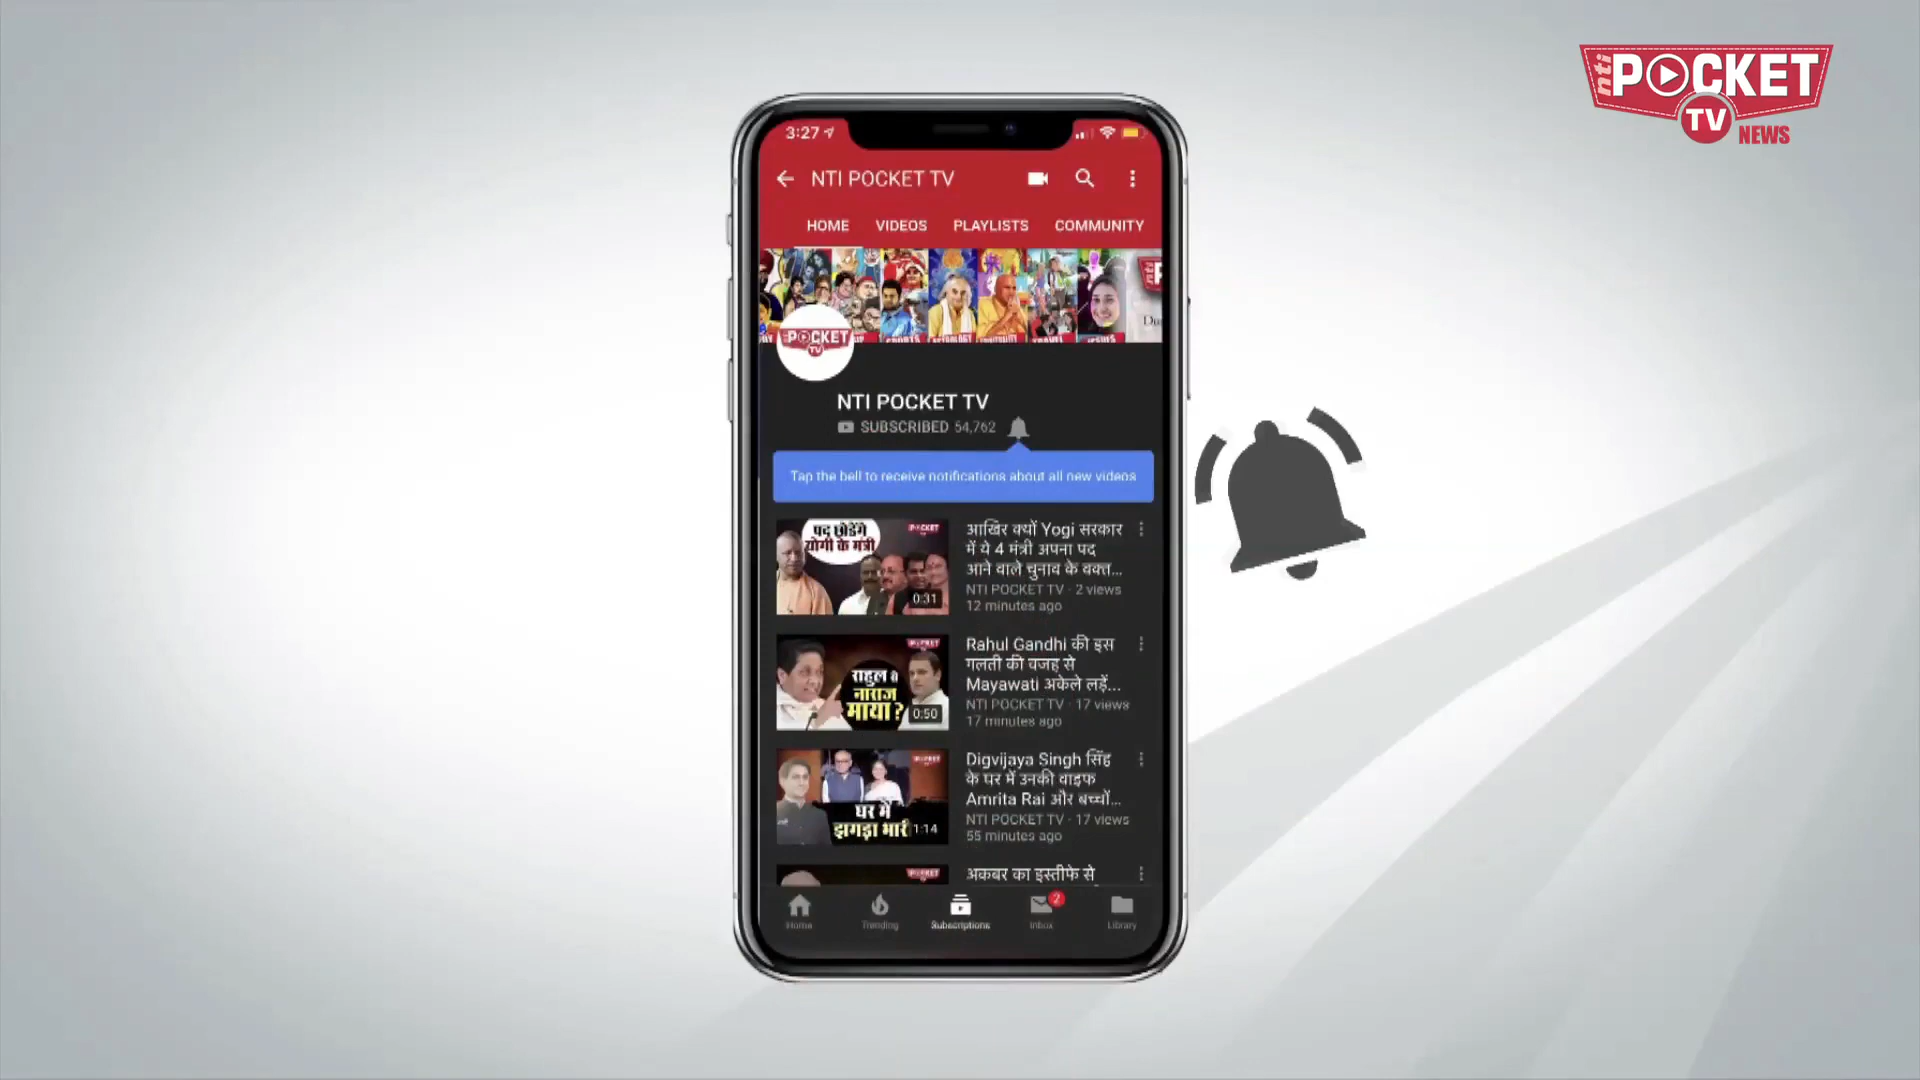 nti
POCKET
TV
NEWS
3:27
NTI POCKET TV
HOME VIDEOS PLAYLISTS COMMUNITY
POCKET
TV
NTI POCKET TV
SUBSCRIBED 54,762
Tap the bell to receive notifications about all new videos
पद छोड़ेंगे
योगी के मंत्री
POCKET
0:31
आखिर क्यों Yogi सरकार
में ये 4 मंत्री अपना पद
आने वाले चुनाव के वक्त...
NTI POCKET TV · 2 views
12 minutes ago
राहुल से
नाराज
माया?
0:50
Rahul Gandhi की इस
गलती की वजह से
Mayawati अकेले लड़ें...
NTI POCKET TV · 17 views
17 minutes ago
घर में
झगड़ा भारी
1:14
Digvijaya Singh सिंह
के घर में उनकी वाइफ
Amrita Rai और बच्चों...
NTI POCKET TV · 17 views
55 minutes ago
अकबर का इस्तीफे से
2
Home Trending Subscriptions Inbox Library